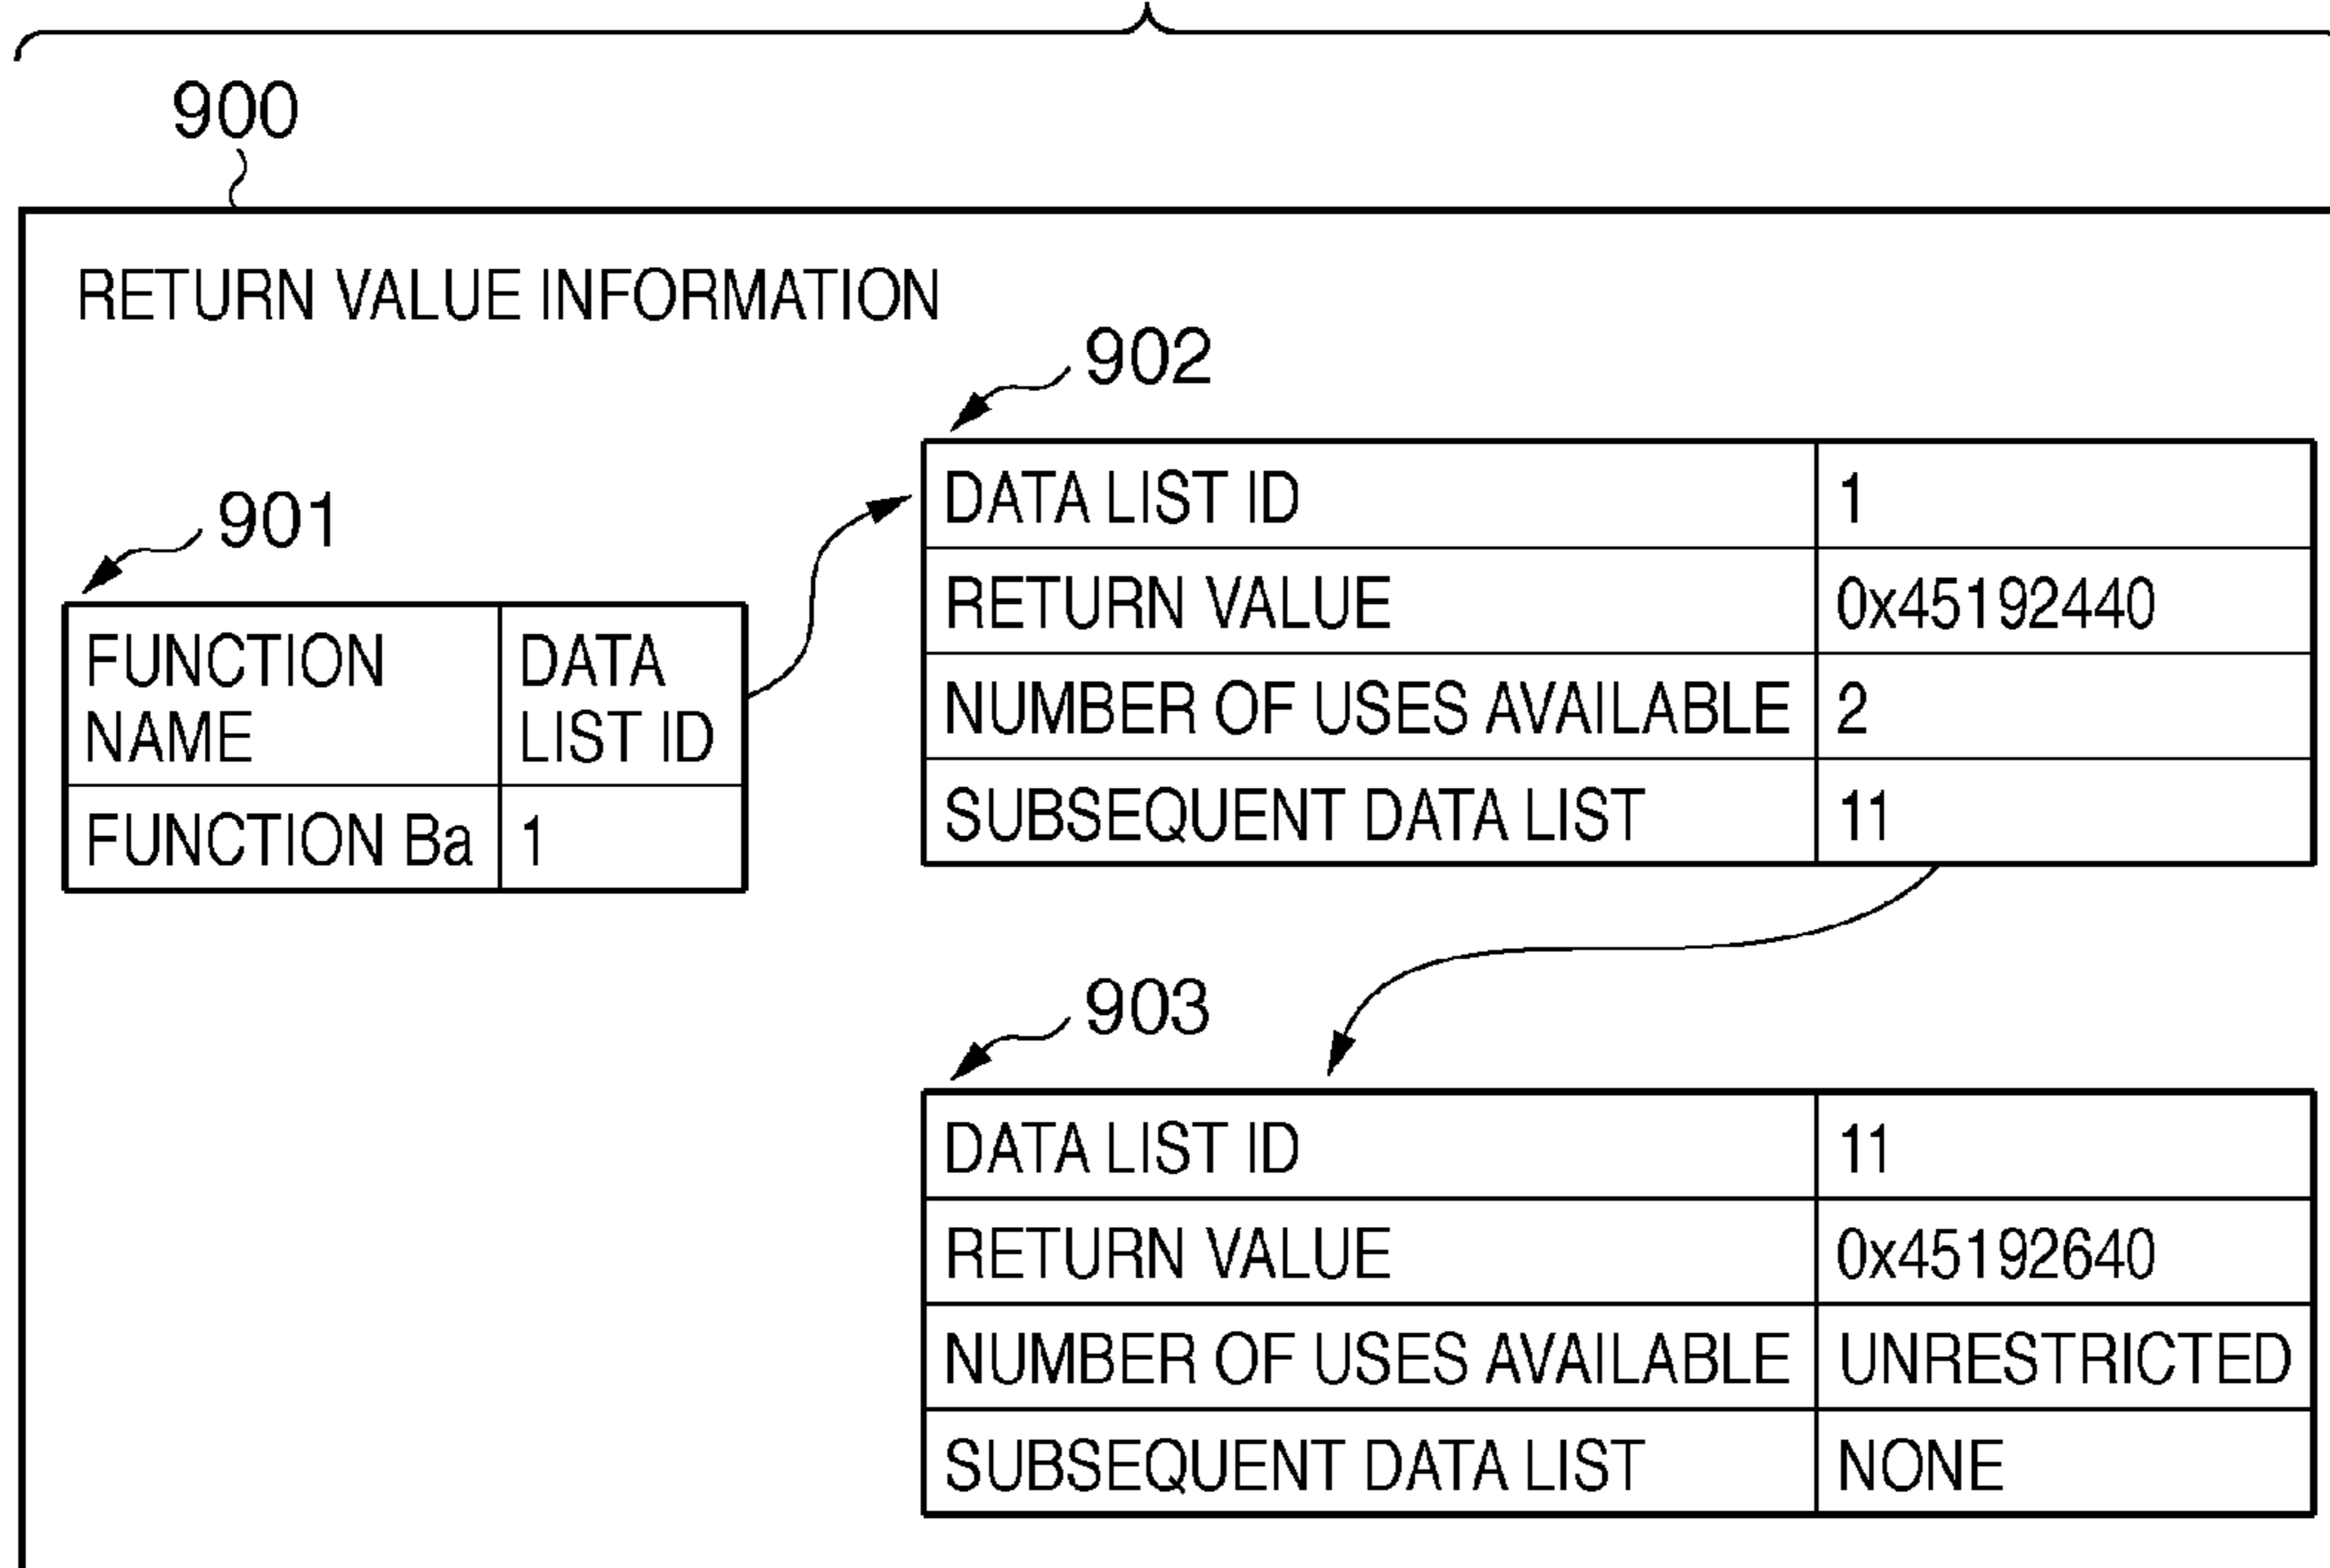 900
RETURN VALUE INFORMATION
902
DATA LIST ID 1
RETURN VALUE 0x45192440
NUMBER OF USES AVAILABLE 2
SUBSEQUENT DATA LIST 11
901
FUNCTION NAME DATA LIST ID
FUNCTION Ba 1
903
DATA LIST ID 11
RETURN VALUE 0x45192640
NUMBER OF USES AVAILABLE UNRESTRICTED
SUBSEQUENT DATA LIST NONE